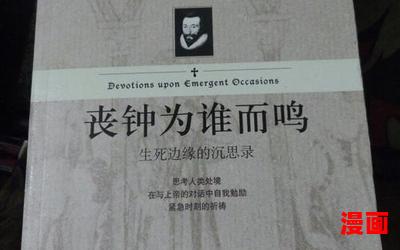 Devotions upon Emergent Occasions
丧钟为谁而鸣
生死边缘的沉思录
思考人类处境
在与上帝的对话中自我勉励
紧急时刻的祈祷
漫画